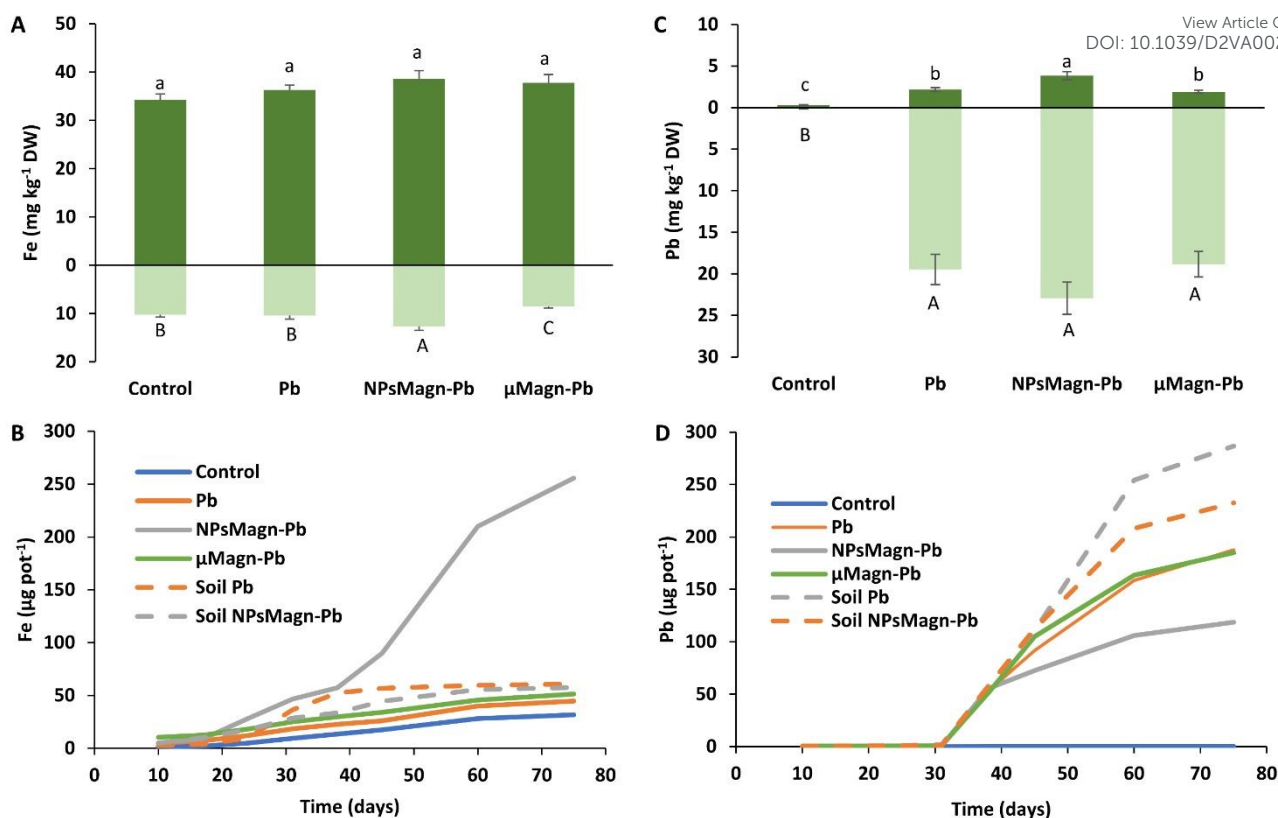 A
50
40
30
20
10
0
10
20
Fe (mg kg⁻¹ DW)
a
a
a
a
B
B
A
C
Control
Pb
NPsMagn-Pb
µMagn-Pb
C
View Article O
DOI: 10.1039/D2VA002
10
5
0
5
10
15
20
25
30
Pb (mg kg⁻¹ DW)
c
b
a
b
B
A
A
A
Control
Pb
NPsMagn-Pb
µMagn-Pb
B
300
250
200
150
100
50
0
Fe (µg pot⁻¹)
Control
Pb
NPsMagn-Pb
µMagn-Pb
Soil Pb
Soil NPsMagn-Pb
0 10 20 30 40 50 60 70 80
Time (days)
D
300
250
200
150
100
50
0
Pb (µg pot⁻¹)
Control
Pb
NPsMagn-Pb
µMagn-Pb
Soil Pb
Soil NPsMagn-Pb
0 10 20 30 40 50 60 70 80
Time (days)